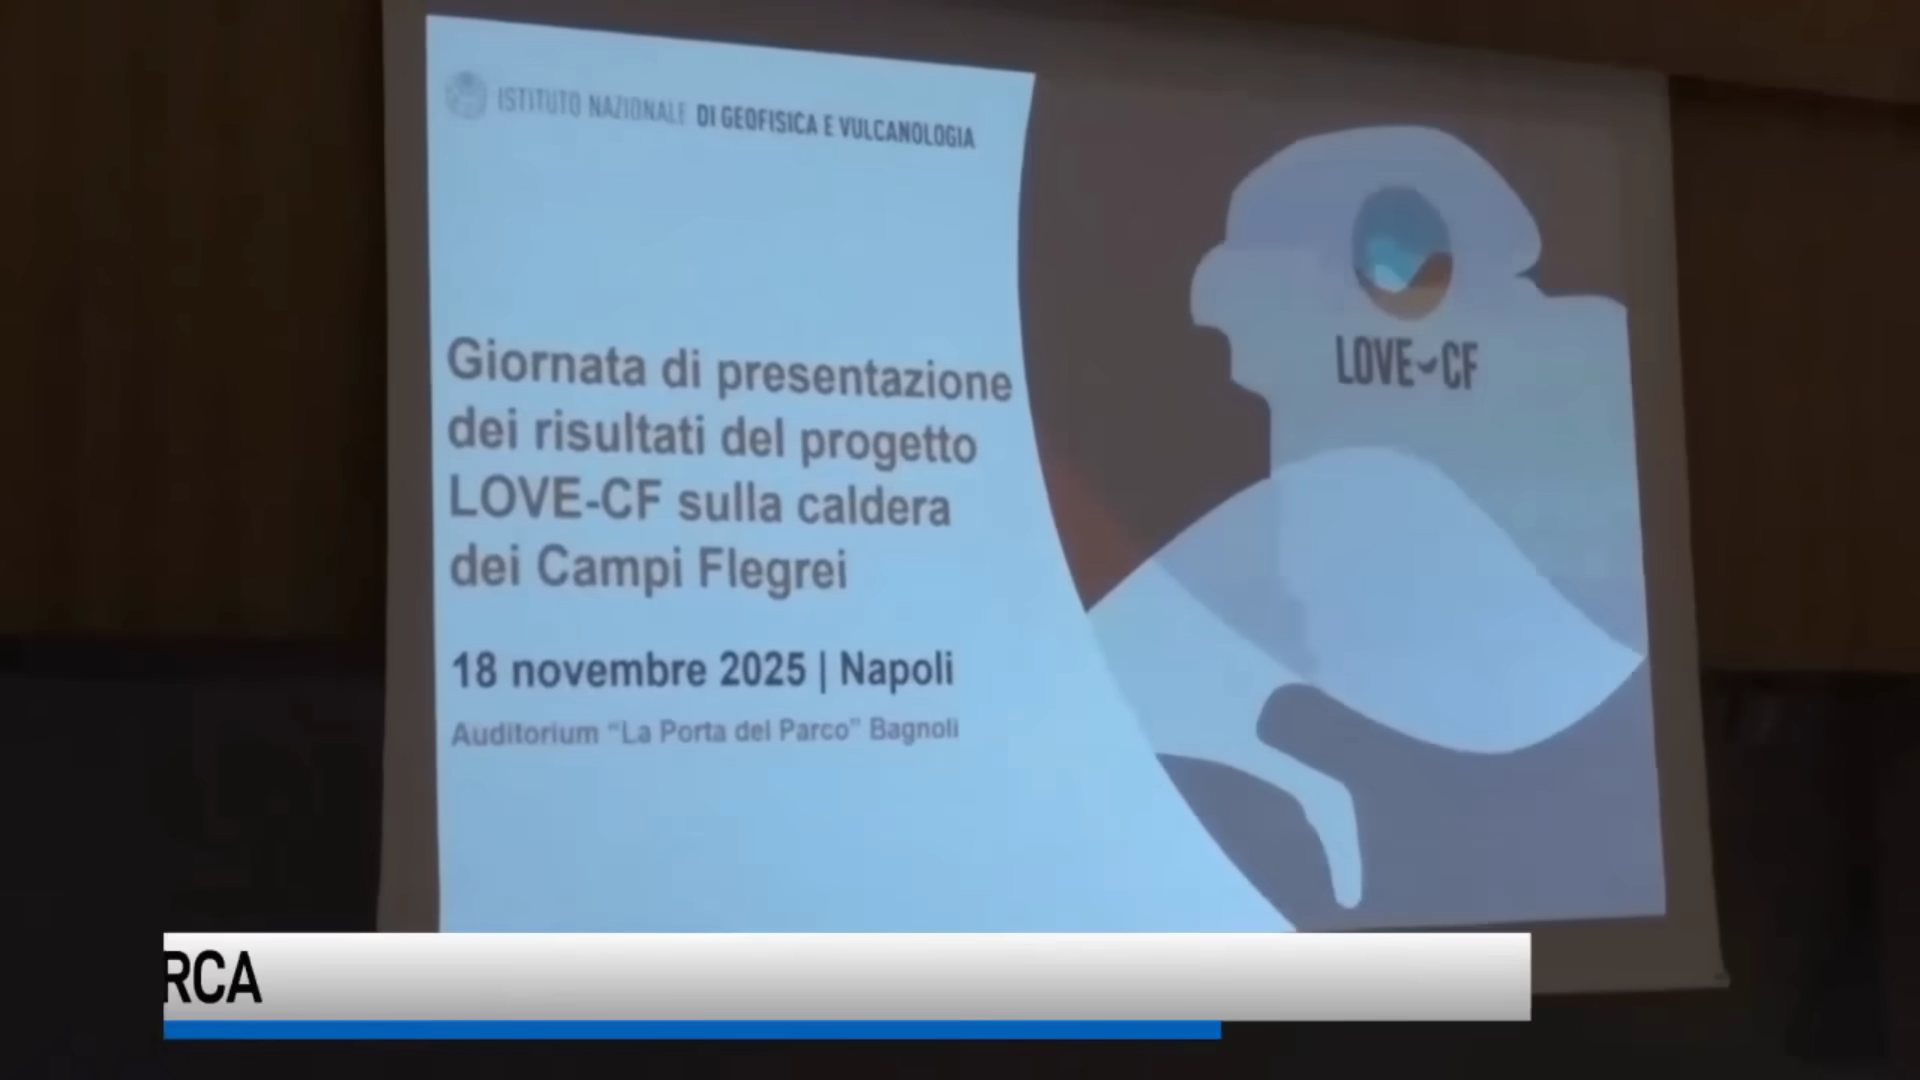 ISTITUTO NAZIONALE DI GEOFISICA E VULCANOLOGIA
LOVE-CF
Giornata di presentazione
dei risultati del progetto
LOVE-CF sulla caldera
dei Campi Flegrei
18 novembre 2025 | Napoli
Auditorium “La Porta del Parco” Bagnoli
RCA